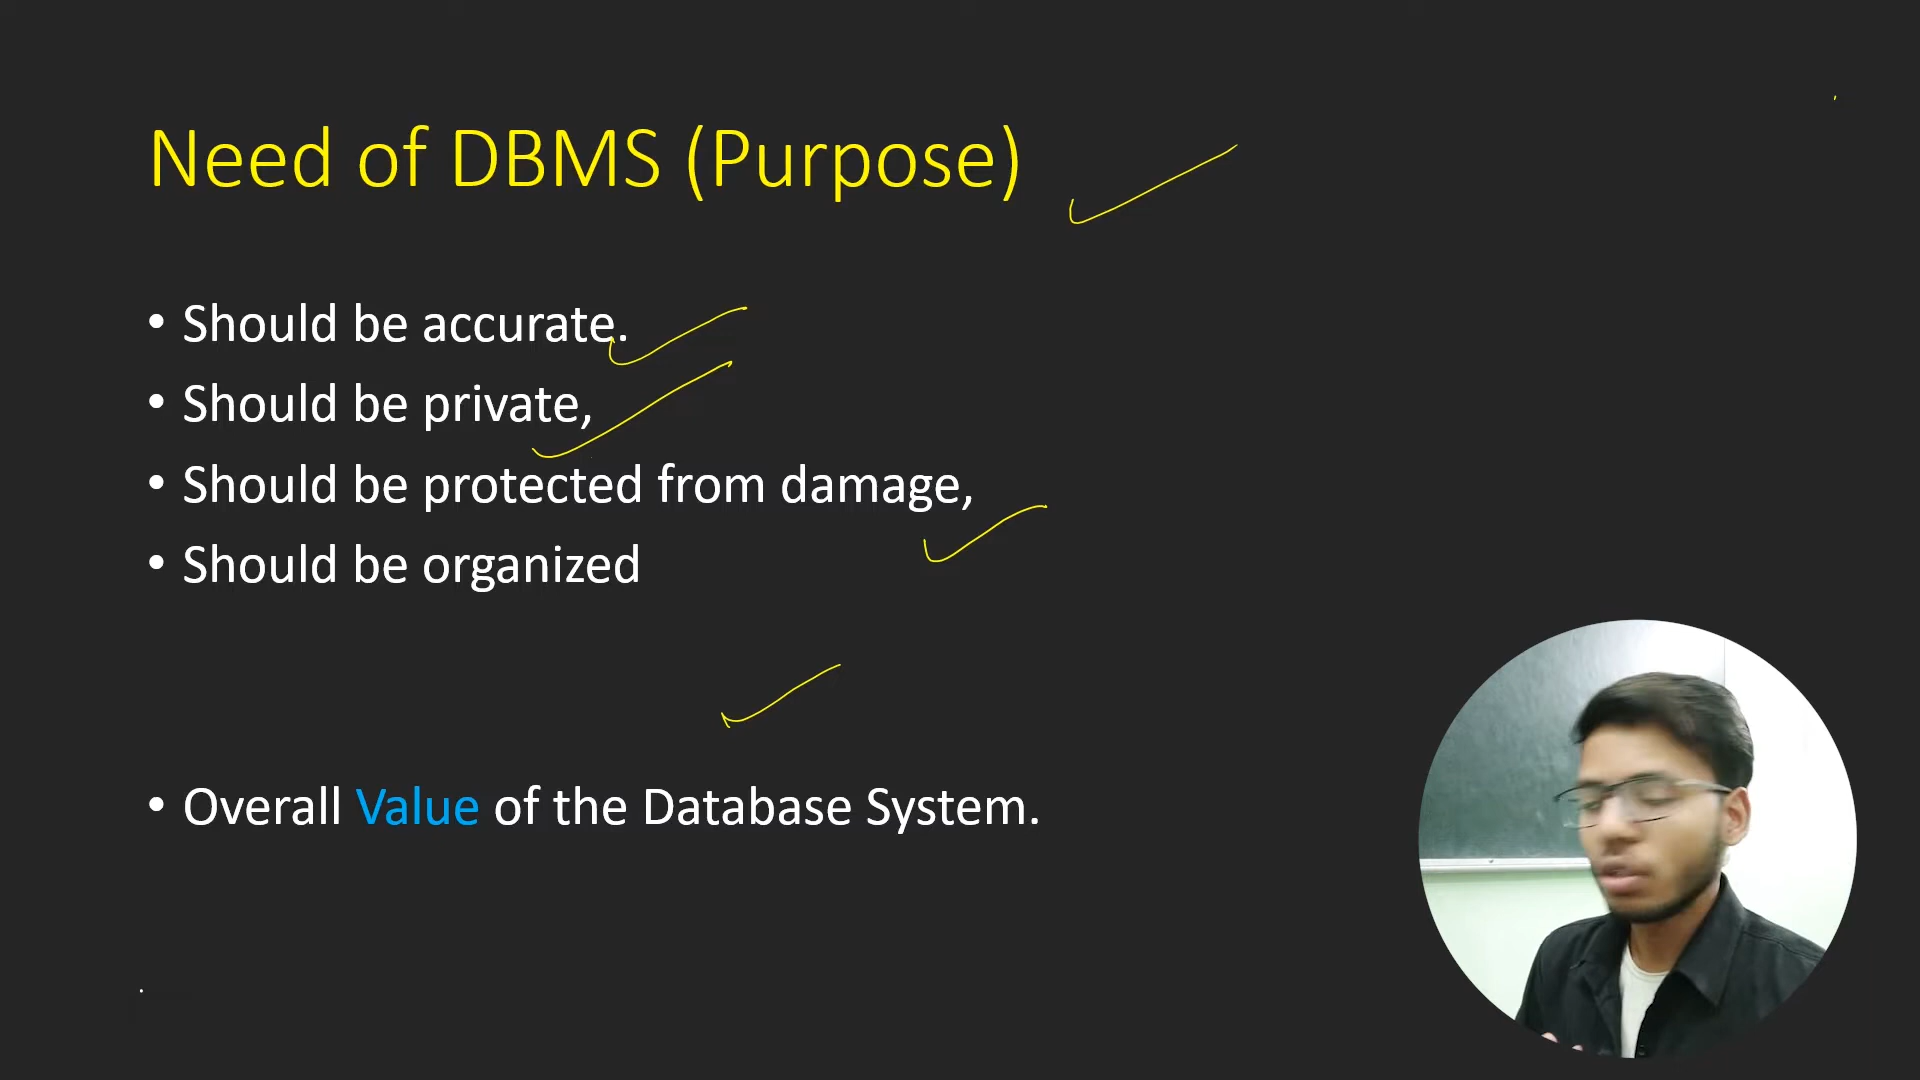 Need of DBMS (Purpose)
• Should be accurate.
• Should be private,
• Should be protected from damage,
• Should be organized
• Overall Value of the Database System.